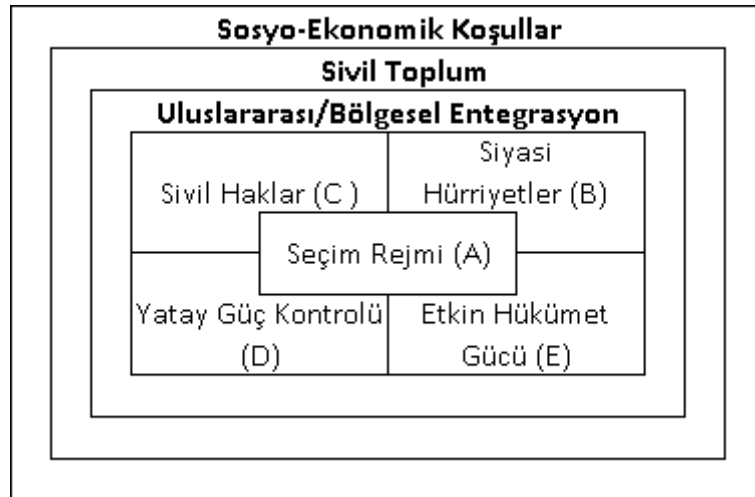 Sosyo-Ekonomik Koşullar
Sivil Toplum
Uluslararası/Bölgesel Entegrasyon
Sivil Haklar (C )
Siyasi
Hürriyetler (B)
Seçim Rejmi (A)
Yatay Güç Kontrolü
(D)
Etkin Hükümet
Gücü (E)